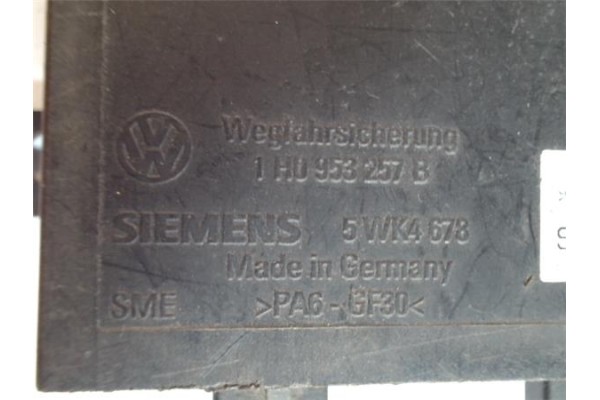 Wegfahrsicherung
1 H0 953 257 B
SIEMENS 5 WK4 678
Made in Germany
SME >PA6-GF30<